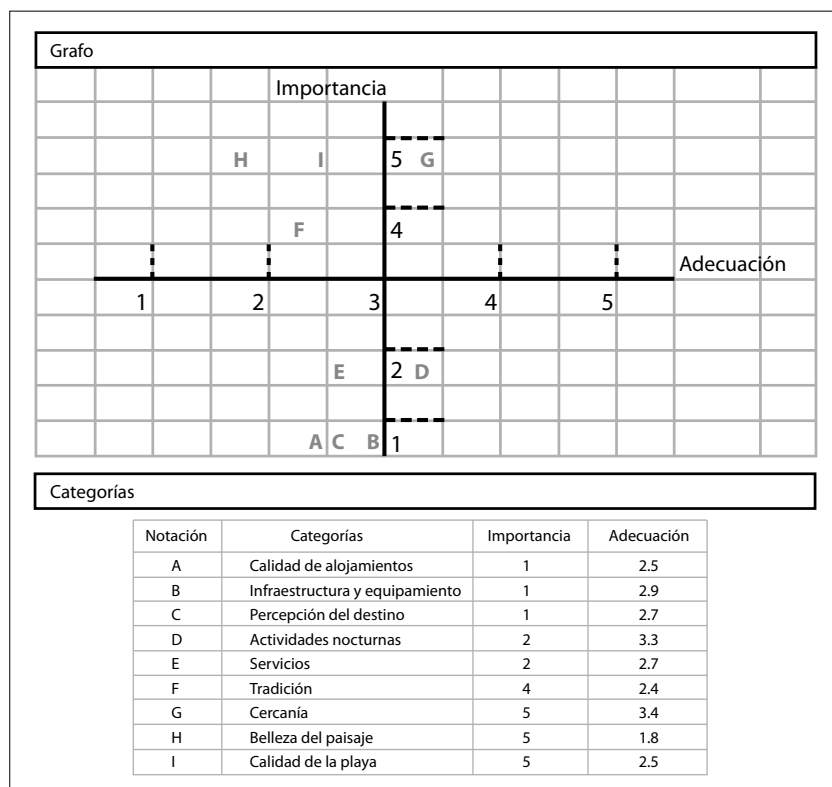 Grafo
Importancia
H I 5 G
F 4
Adecuación
1 2 3 4 5
E 2 D
A C B 1
Categorías
Notación Categorías Importancia Adecuación
A Calidad de alojamientos 1 2.5
B Infraestructura y equipamiento 1 2.9
C Percepción del destino 1 2.7
D Actividades nocturnas 2 3.3
E Servicios 2 2.7
F Tradición 4 2.4
G Cercanía 5 3.4
H Belleza del paisaje 5 1.8
I Calidad de la playa 5 2.5